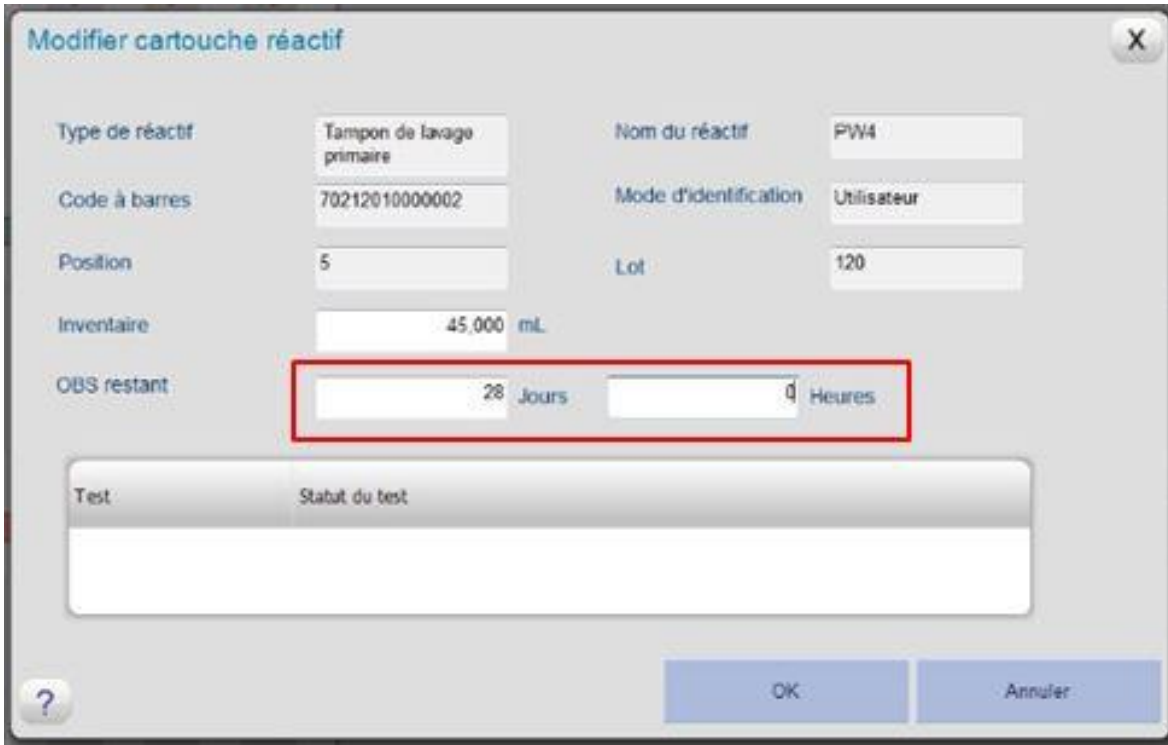 Modifier cartouche réactif
X
Type de réactif
Tampon de lavage
primaire
Nom du réactif
PW4
Code à barres
70212010000002
Mode d'identification
Utilisateur
Position
5
Lot
120
Inventaire
45,000 mL
OBS restant
28 Jours
0 Heures
Test
Statut du test
?
OK
Annuler